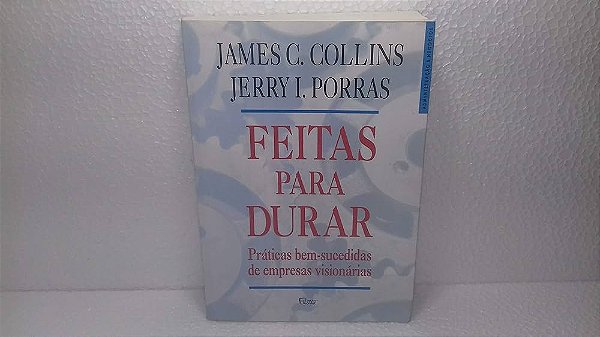 JAMES C. COLLINS
JERRY I. PORRAS
FEITAS
PARA
DURAR
Práticas bem-sucedidas
de empresas visionárias